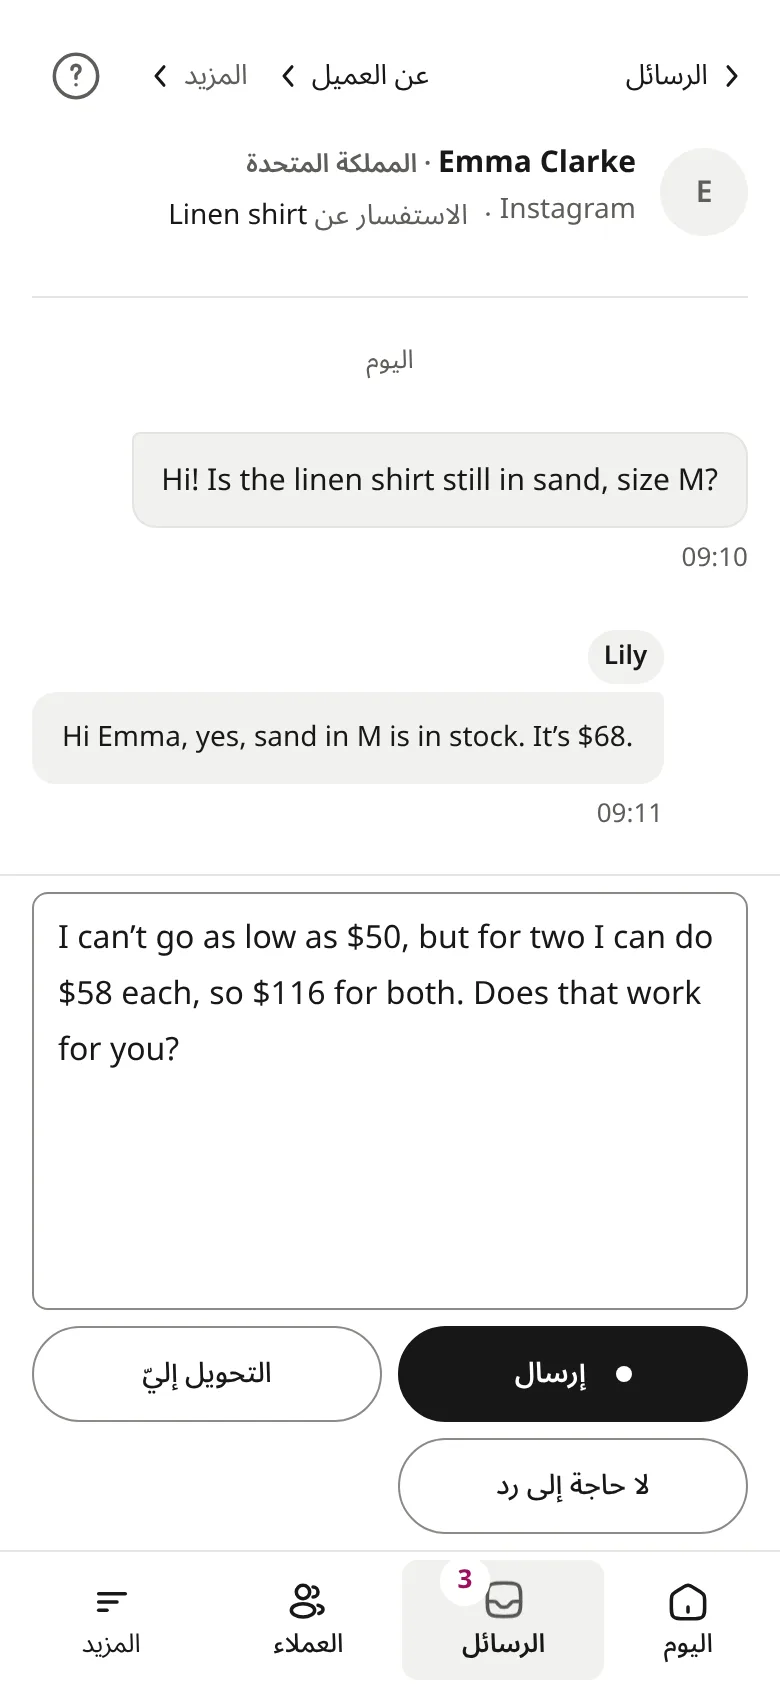 الرسائل
عن العميل
المزيد
?
E
Emma Clarke · المملكة المتحدة
Instagram · الاستفسار عن Linen shirt
اليوم
Hi! Is the linen shirt still in sand, size M?
09:10
Lily
Hi Emma, yes, sand in M is in stock. It’s $68.
09:11
I can’t go as low as $50, but for two I can do
$58 each, so $116 for both. Does that work
for you?
إرسال
التحويل إليّ
لا حاجة إلى رد
اليوم
3
الرسائل
العملاء
المزيد